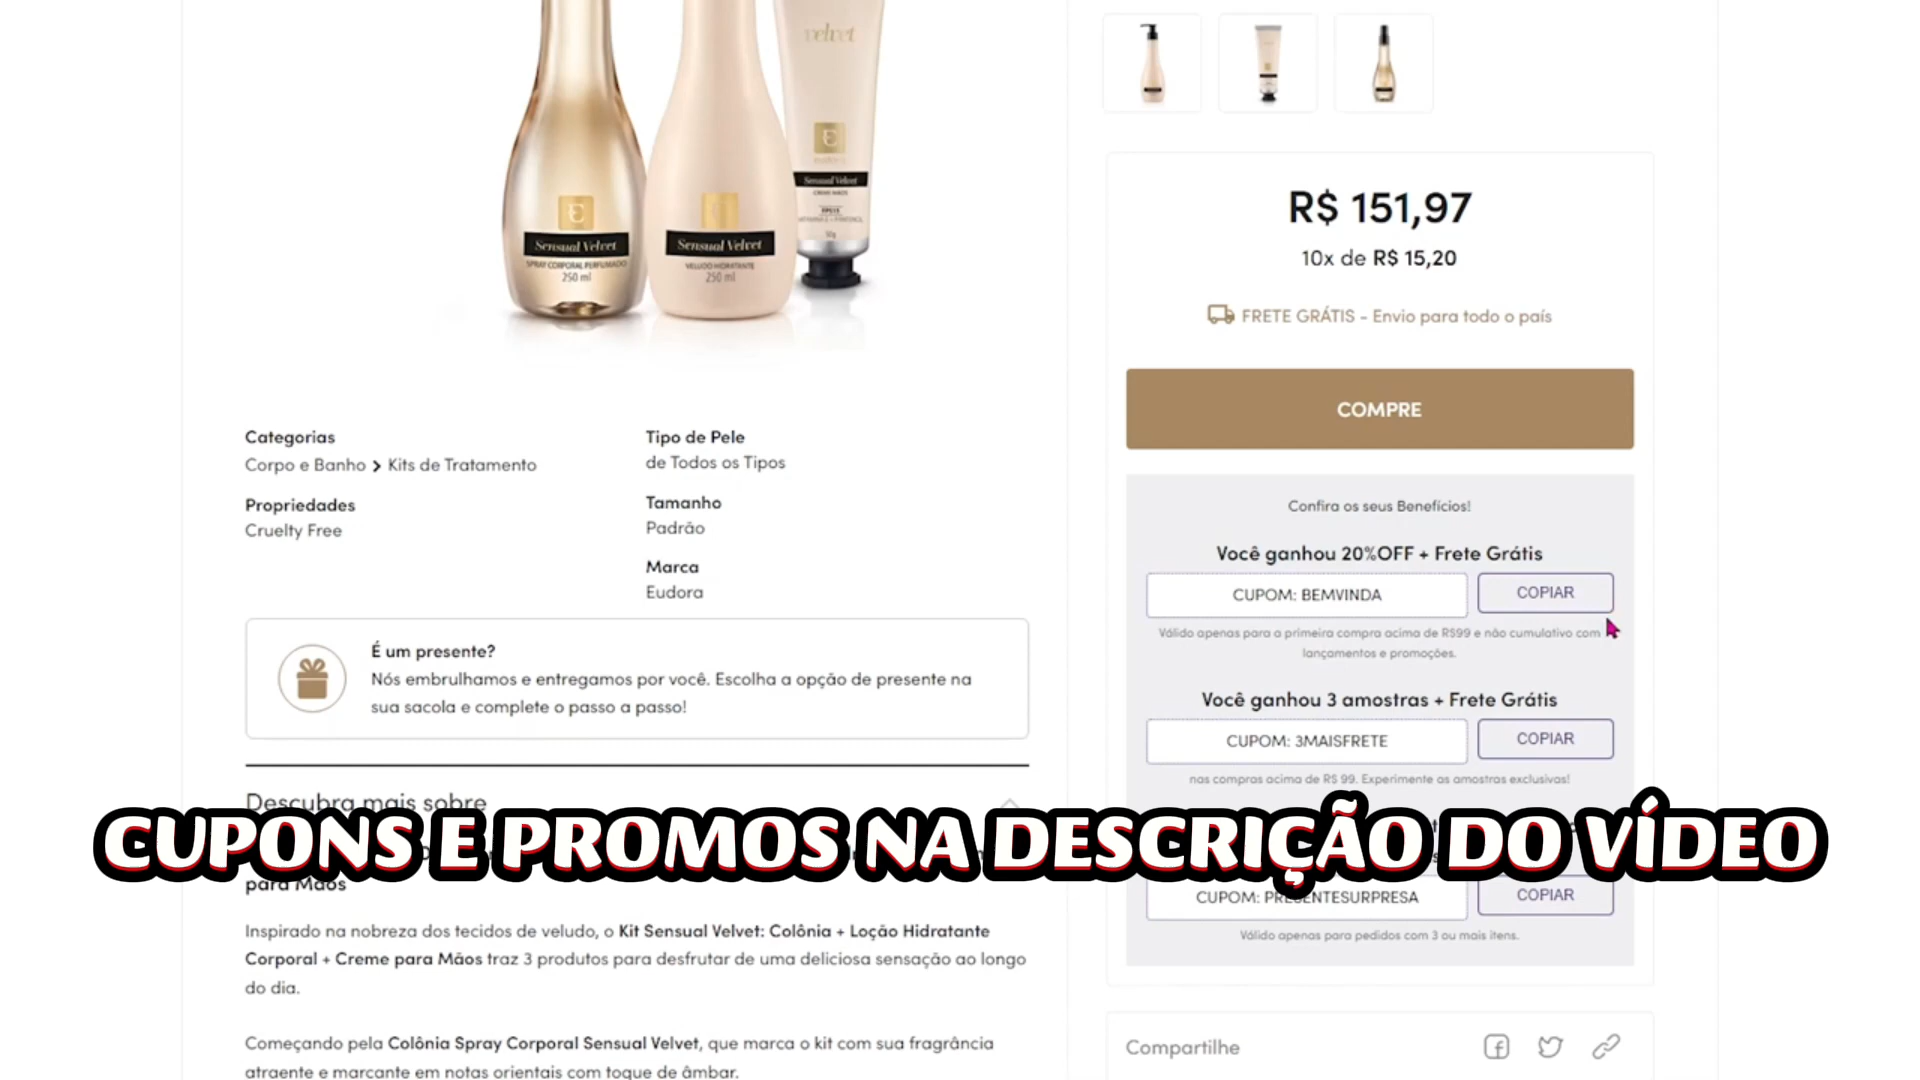 velvet
Sensual Velvet
SPRAY CORPORAL PERFUMADO
250 ml
Sensual Velvet
VELUDO HIDRATANTE
250 ml
Sensual Velvet
CREME MÃOS
50g
R$ 151,97
10x de R$ 15,20
FRETE GRÁTIS - Envio para todo o país
COMPRE
Categorias
Corpo e Banho > Kits de Tratamento
Propriedades
Cruelty Free
Tipo de Pele
de Todos os Tipos
Tamanho
Padrão
Marca
Eudora
É um presente?
Nós embrulhamos e entregamos por você. Escolha a opção de presente na
sua sacola e complete o passo a passo!
Confira os seus Benefícios!
Você ganhou 20%OFF + Frete Grátis
CUPOM: BEMVINDA
COPIAR
Válido apenas para a primeira compra acima de R$99 e não cumulativo com
lançamentos e promoções.
Você ganhou 3 amostras + Frete Grátis
CUPOM: 3MAISFRETE
COPIAR
nas compras acima de R$ 99. Experimente as amostras exclusivas!
CUPOM: PRESENTESURPRESA
COPIAR
Válido apenas para pedidos com 3 ou mais itens.
Descubra mais sobre
CUPONS E PROMOS NA DESCRIÇÃO DO VÍDEO
para Mãos
Inspirado na nobreza dos tecidos de veludo, o Kit Sensual Velvet: Colônia + Loção Hidratante
Corporal + Creme para Mãos traz 3 produtos para desfrutar de uma deliciosa sensação ao longo
do dia.
Começando pela Colônia Spray Corporal Sensual Velvet, que marca o kit com sua fragrância
atraente e marcante em notas orientais com toque de âmbar.
Compartilhe